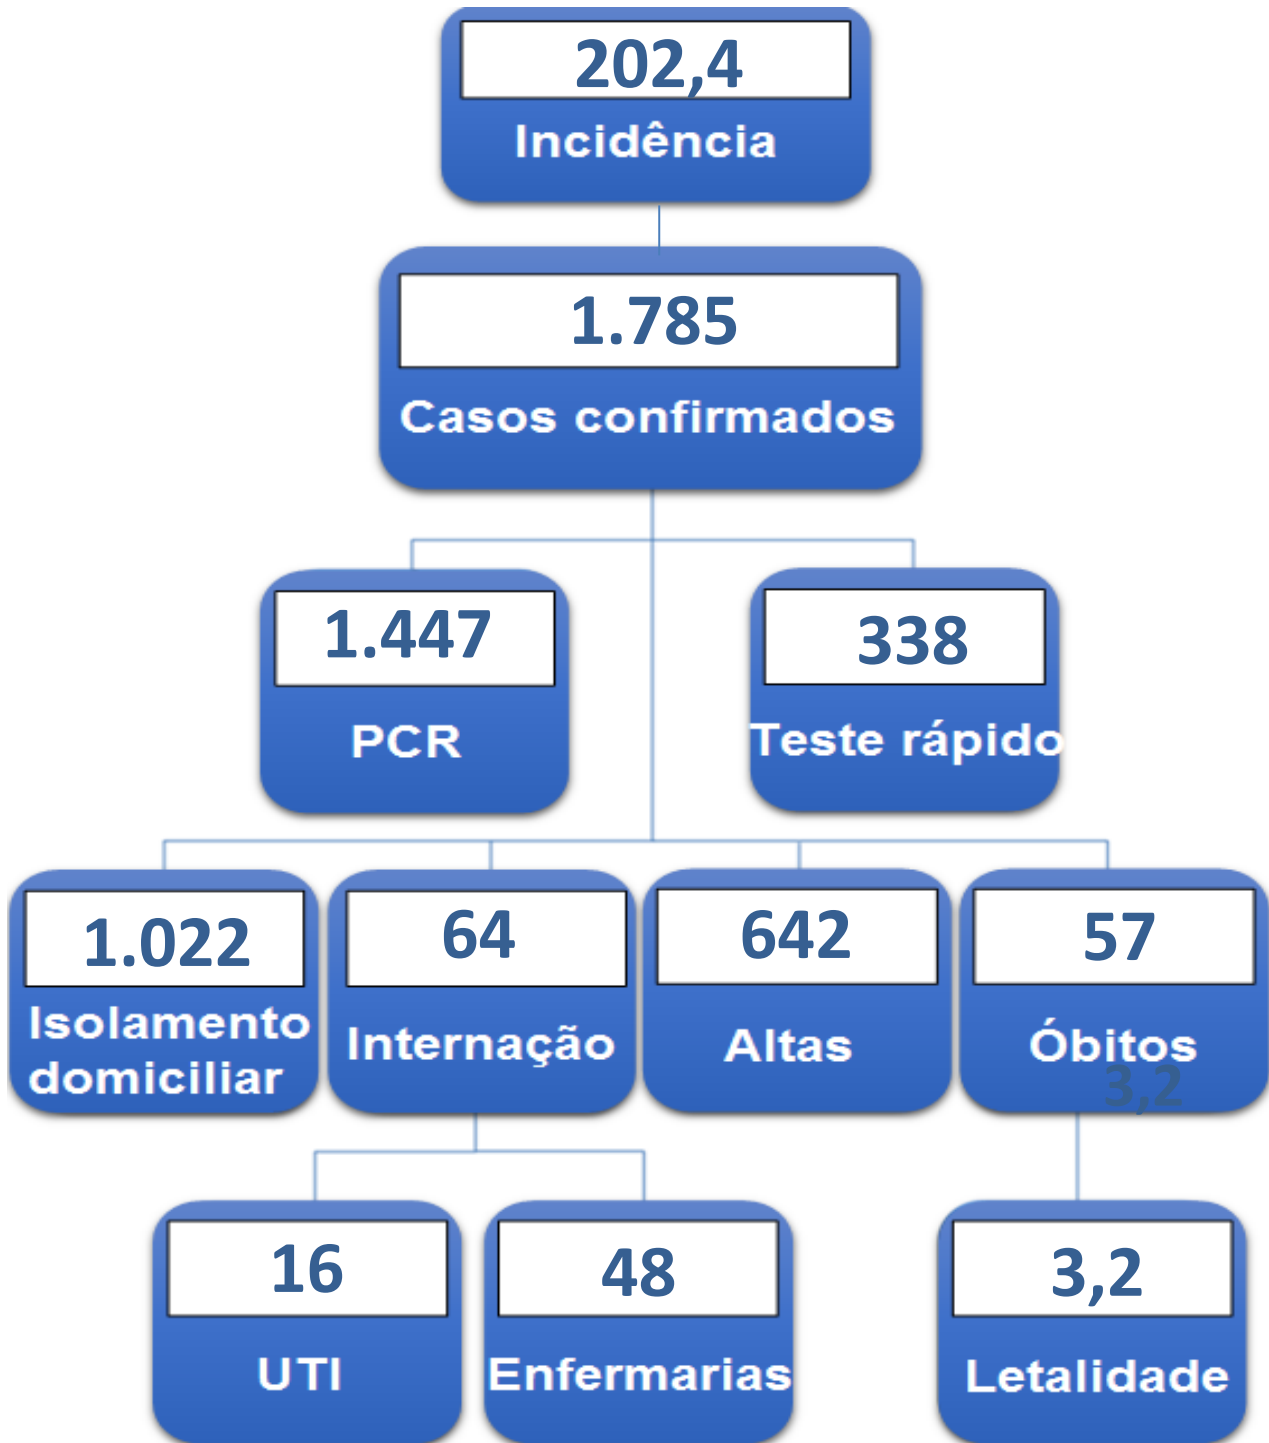 202,4
Incidência
1.785
Casos confirmados
1.447
PCR
338
Teste rápido
1.022
Isolamento
domiciliar
64
Internação
642
Altas
57
Óbitos
3,2
16
UTI
48
Enfermarias
3,2
Letalidade